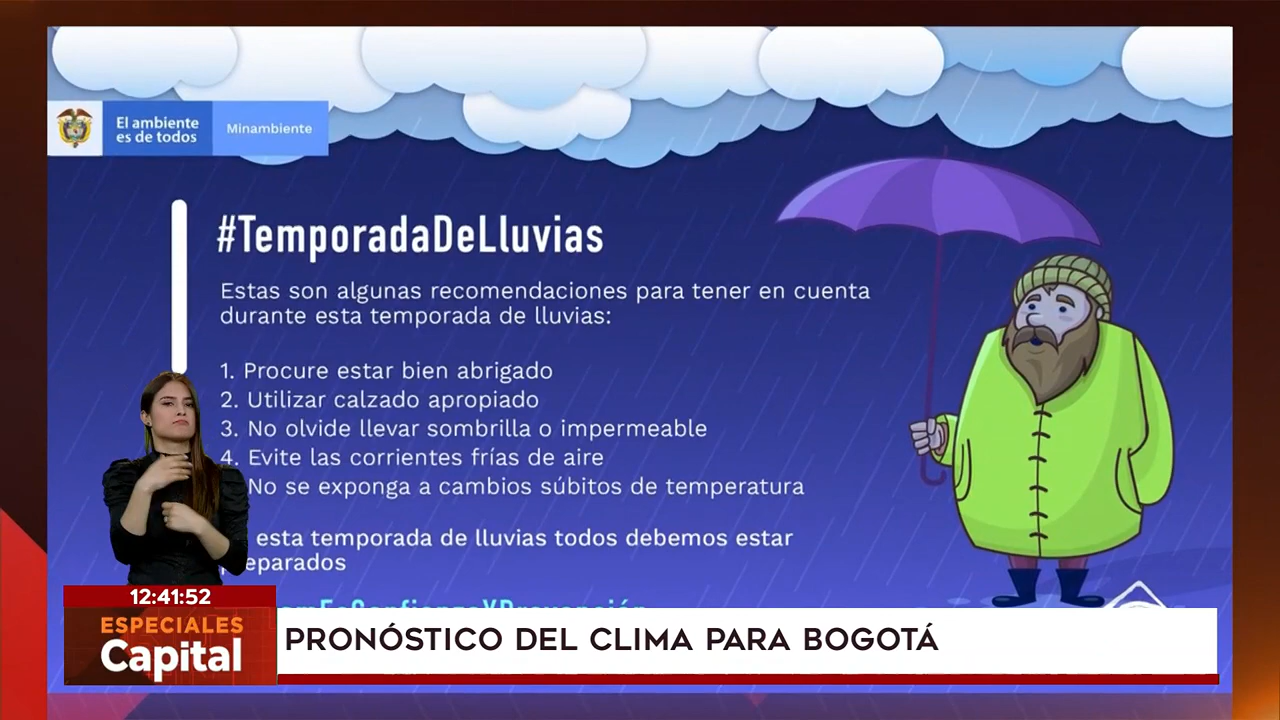 El ambiente
es de todos
Minambiente
#TemporadaDeLluvias
Estas son algunas recomendaciones para tener en cuenta
durante esta temporada de lluvias:
1. Procure estar bien abrigado
2. Utilizar calzado apropiado
3. No olvide llevar sombrilla o impermeable
4. Evite las corrientes frías de aire
No se exponga a cambios súbitos de temperatura
esta temporada de lluvias todos debemos estar
preparados
12:41:52
ESPECIALES
Capital
PRONÓSTICO DEL CLIMA PARA BOGOTÁ